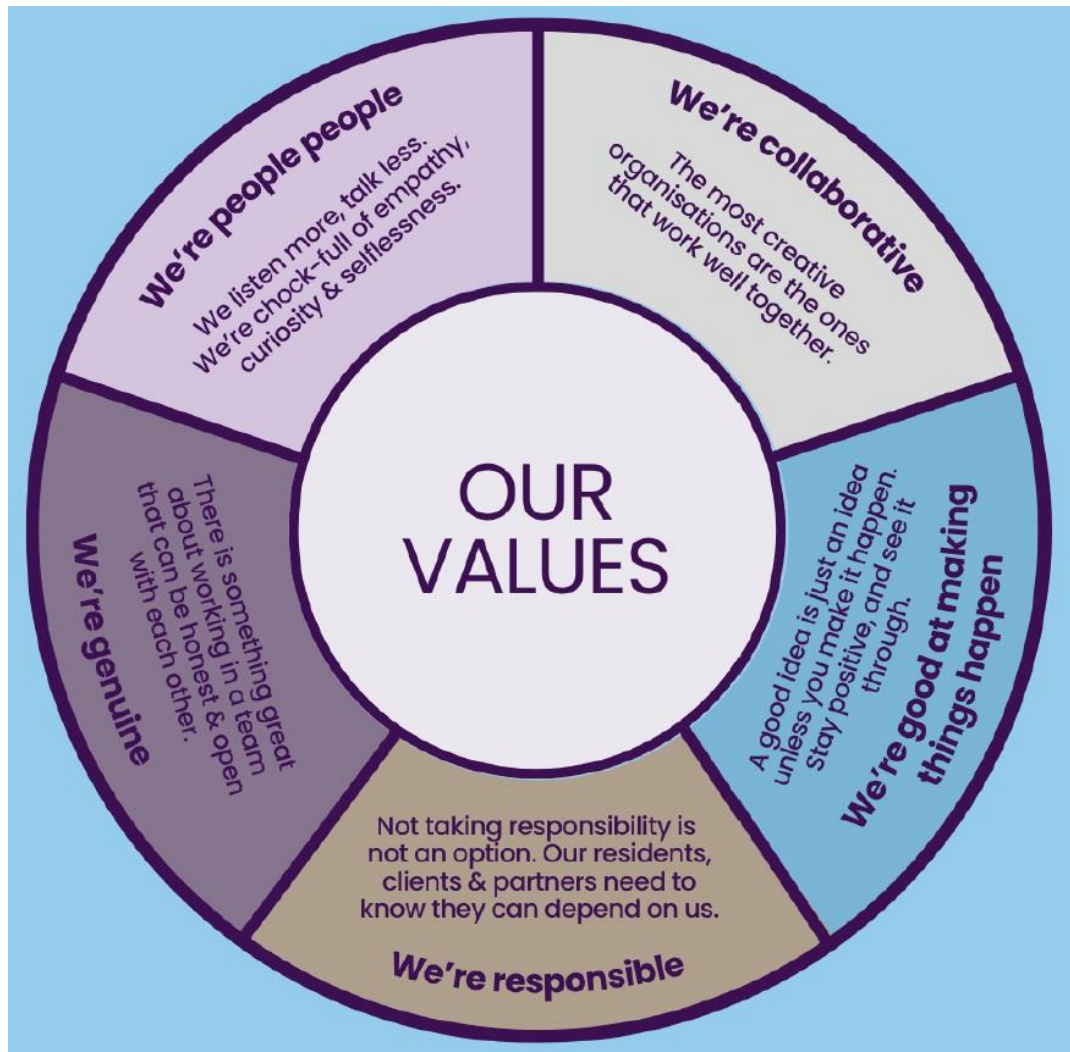 OUR
VALUES
We're collaborative
The most creative
organisations are the ones
that work well together.
We're good at making
things happen
A good idea is just an idea
unless you make it happen.
Stay positive, and see it
through.
We're responsible
Not taking responsibility is
not an option. Our residents,
clients & partners need to
know they can depend on us.
We're genuine
There is something great
about working in a team
that can be honest & open
with each other.
We're people people
We listen more, talk less.
We're chock-full of empathy,
curiosity & selflessness.